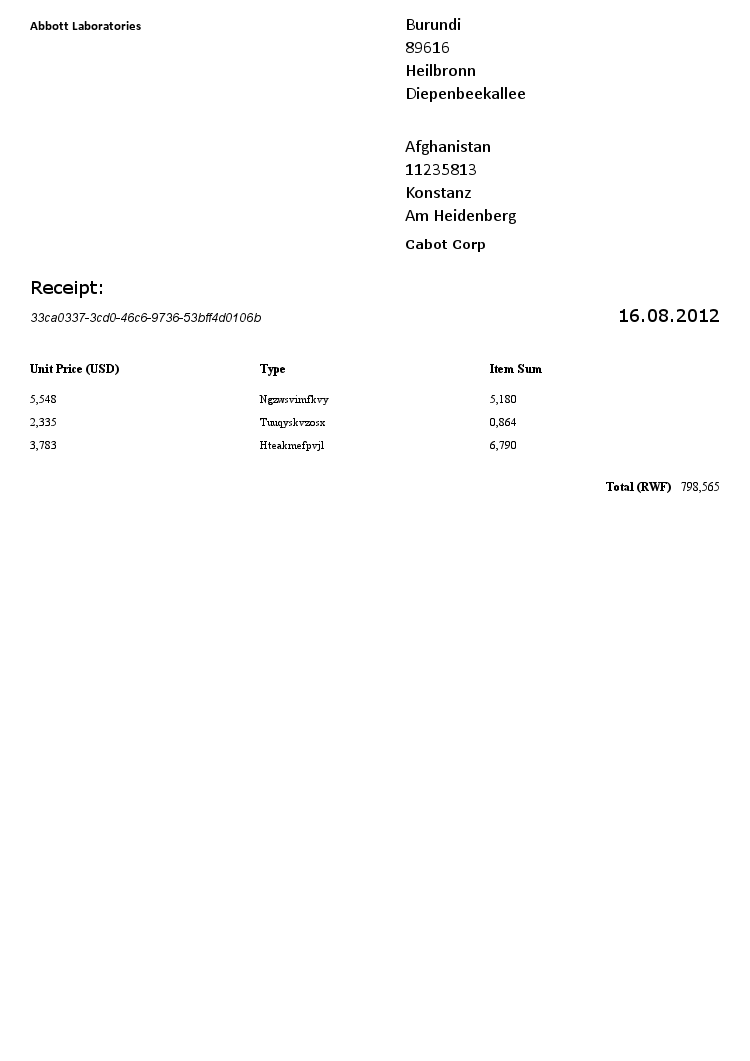 Abbott Laboratories
Burundi
89616
Heilbronn
Diepenbeekallee
Afghanistan
11235813
Konstanz
Am Heidenberg
Cabot Corp
Receipt:
33ca0337-3cd0-46c6-9736-53bff4d0106b
16.08.2012
Unit Price (USD) Type Item Sum
5,548 Ngzwsvimfkvy 5,180
2,335 Tuuqyskvzosx 0,864
3,783 Hteakmefpvjl 6,790
Total (RWF) 798,565